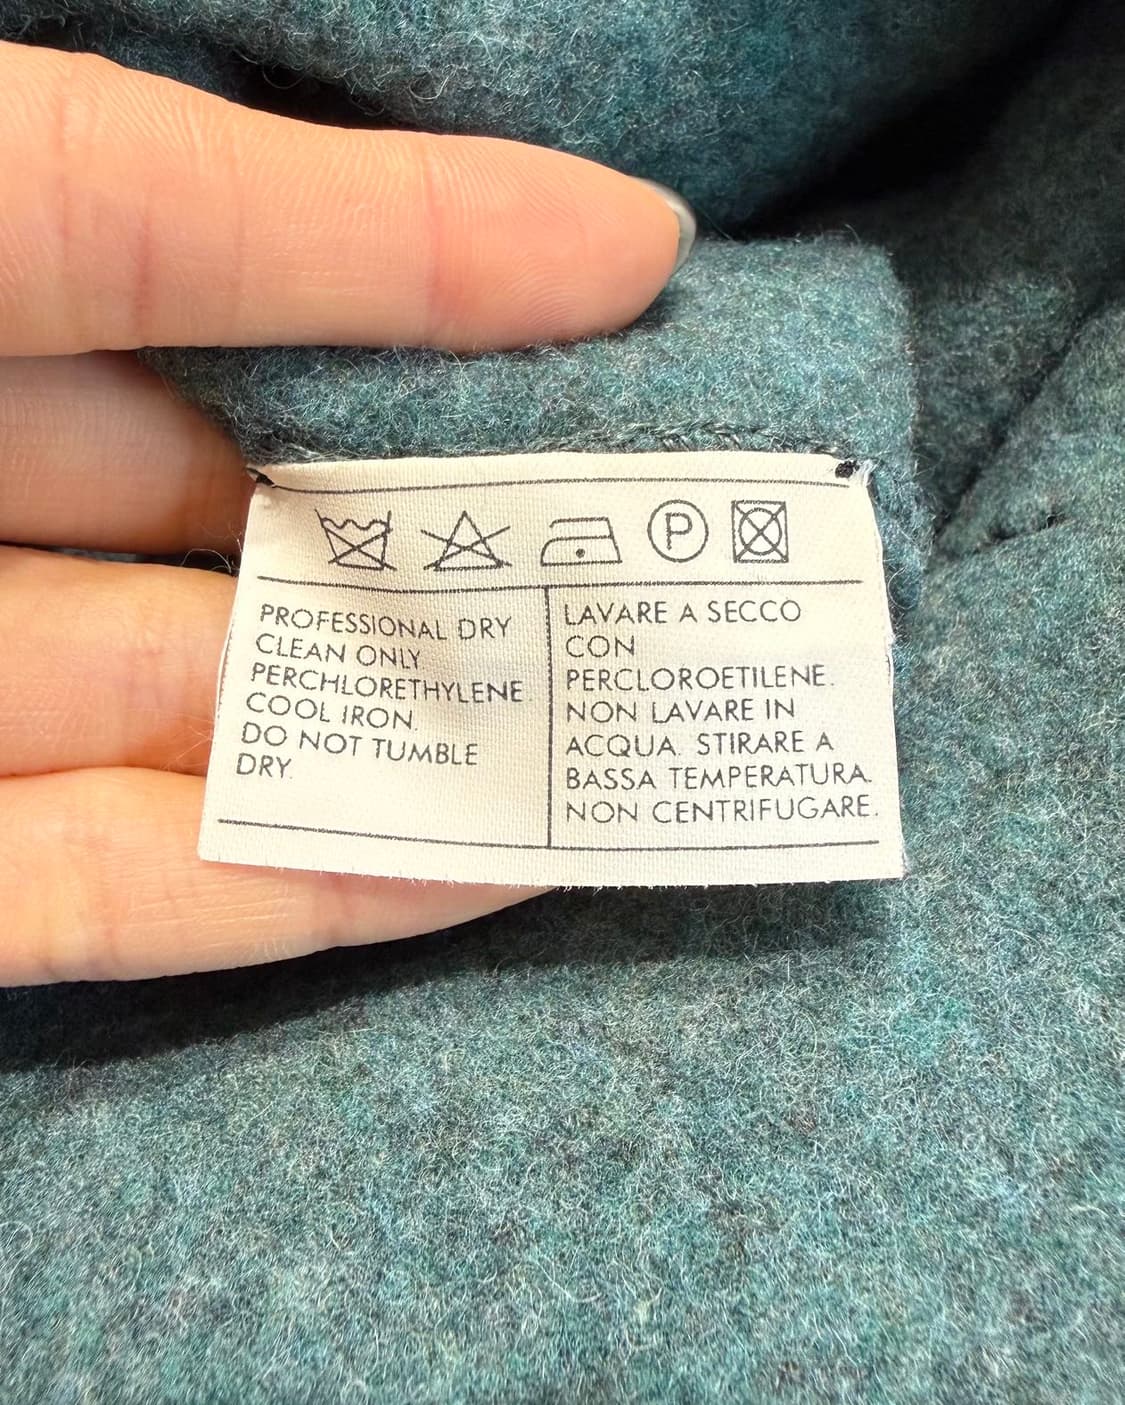 P
PROFESSIONAL DRY
CLEAN ONLY
PERCHLORETHYLENE.
COOL IRON.
DO NOT TUMBLE
DRY.
LAVARE A SECCO
CON
PERCLOROETILENE.
NON LAVARE IN
ACQUA. STIRARE A
BASSA TEMPERATURA.
NON CENTRIFUGARE.